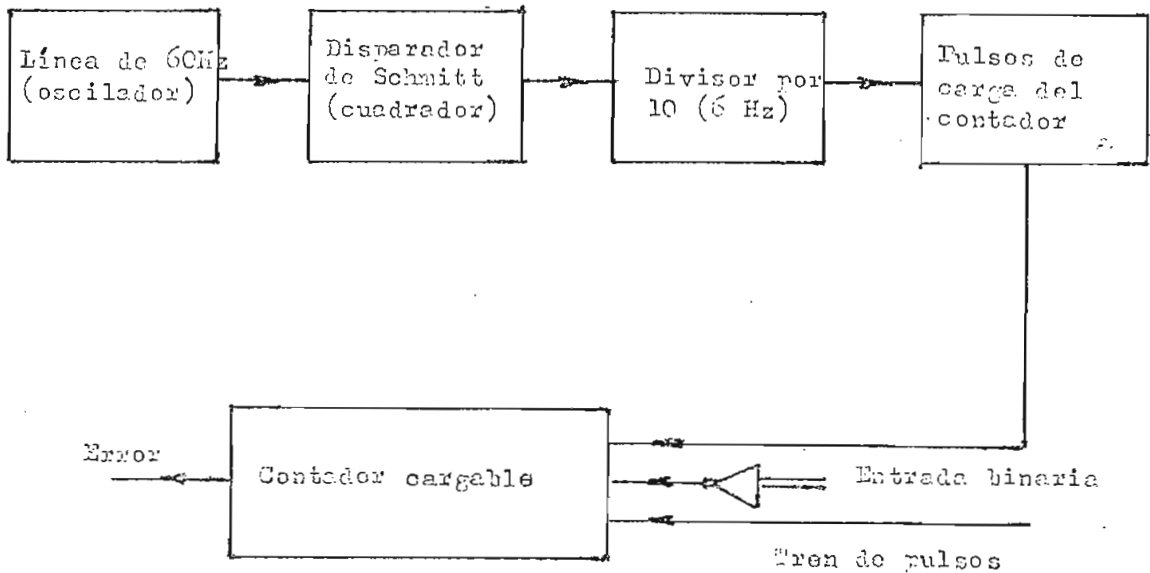 Línea de 60Hz
(oscilador)
Disparador
de Schmitt
(cuadrador)
Divisor por
10 (6 Hz)
Pulsos de
carga del
contador
Error
Contador cargable
Entrada binaria
Tren de pulsos